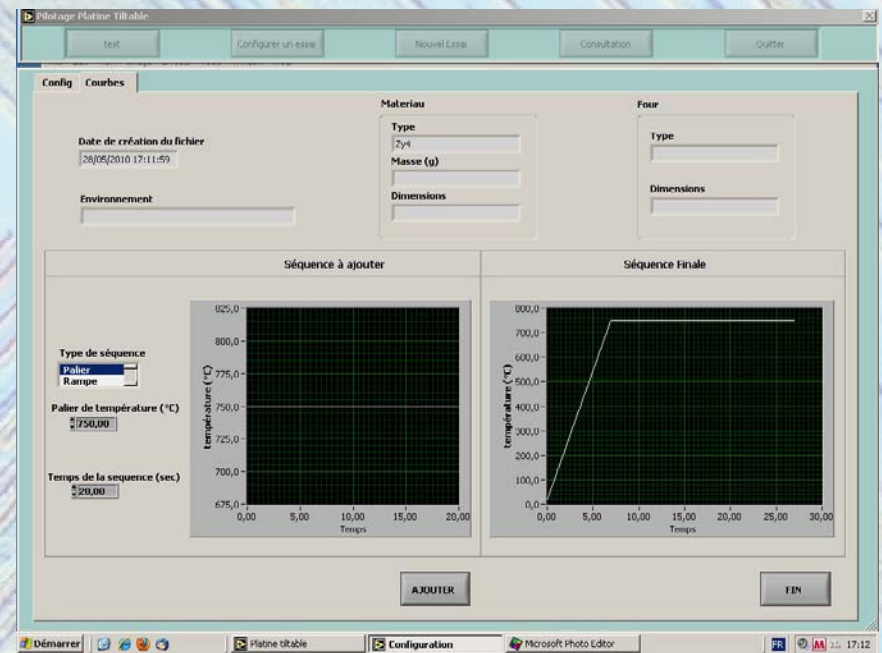 Pilotage Platine Tiltable
test Configurer un essai Nouvel Essai Consultation Quitter
Config Courbes
Materiau
Four
Date de création du fichier
28/05/2010 17:11:59
Environnement
Type
Zy4
Masse (g)
Dimensions
Type
Dimensions
Séquence à ajouter
Séquence Finale
Type de séquence
Palier
Rampe
Palier de température (°C)
750,00
Temps de la sequence (sec)
20,00
température (°C)
825,0
800,0
775,0
750,0
725,0
700,0
675,0
0,00 5,00 10,00 15,00 20,00
Temps
température (°C)
800,0
700,0
600,0
500,0
400,0
300,0
200,0
100,0
0,0
0,00 5,00 10,00 15,00 20,00 25,00 30,00
Temps
AJOUTER
FIN
Démarrer Platine tiltable Configuration Microsoft Photo Editor FR 17:12